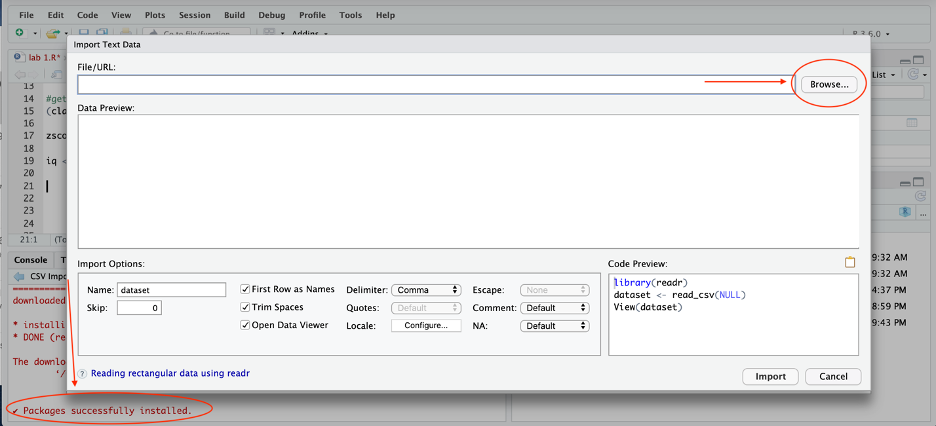 File Edit Code View Plots Session Build Debug Profile Tools Help
Go to file/function Addins R 3.6.0
Import Text Data
lab 1.R*
List
File/URL:
Browse...
Data Preview:
13
14 #get
15 (cla
16
17 zsco
18
19 iq <
20
21
22
23
24
21:1 (To
Console T
CSV Impo
==========
downloaded
* installi
* DONE (re
The downlo
'/
✔ Packages successfully installed.
Import Options:
Name: dataset
Skip: 0
First Row as Names
Trim Spaces
Open Data Viewer
Delimiter: Comma
Quotes: Default
Locale: Configure...
Escape: None
Comment: Default
NA: Default
Code Preview:
library(readr)
dataset <- read_csv(NULL)
View(dataset)
? Reading rectangular data using readr
Import Cancel
9:32 AM
9:32 AM
4:37 PM
8:59 PM
9:43 PM